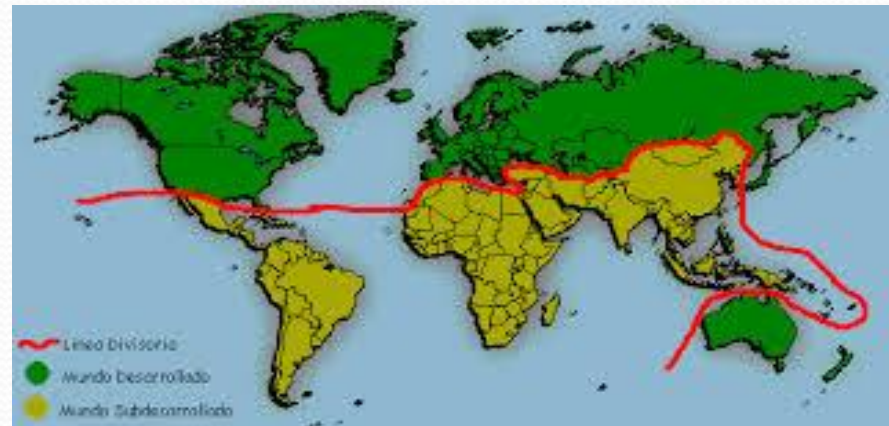 Linea Divisoria
Mundo Desarrollado
Mundo Subdesarrollado